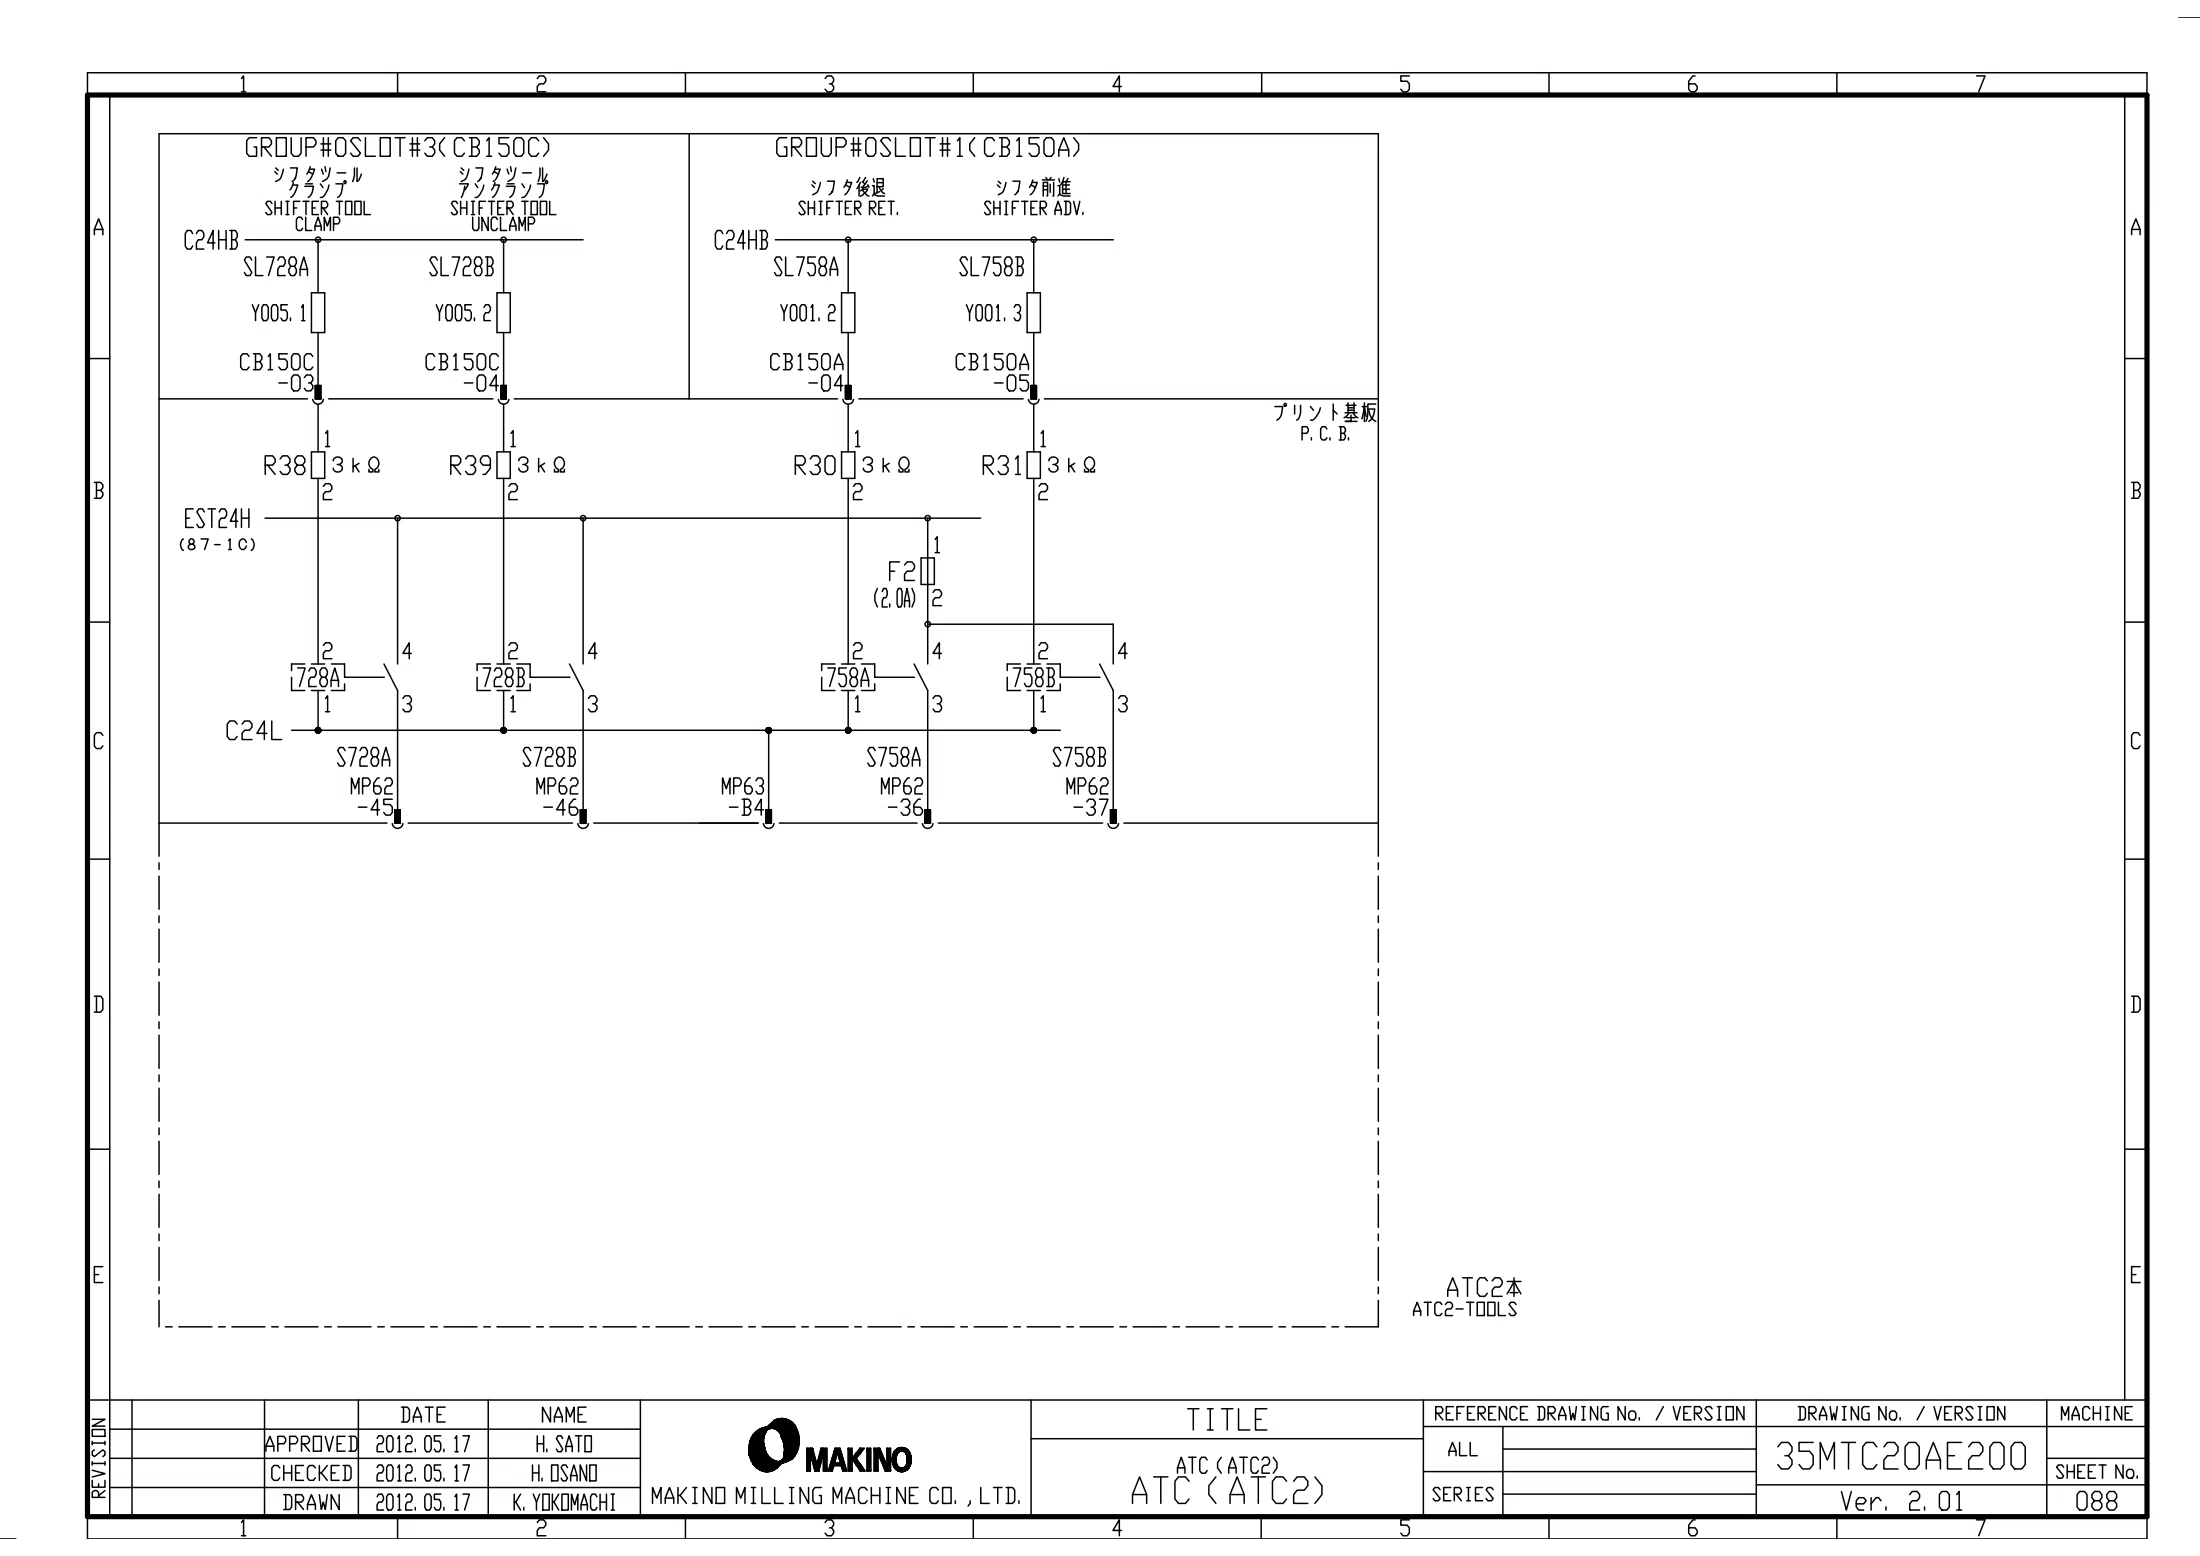 1 2 3 4 5 6 7
GROUP#0SLOT#3(CB150C)
GROUP#0SLOT#1(CB150A)
シフタツール
クランプ
SHIFTER TOOL
CLAMP
シフタツール
アンクランプ
SHIFTER TOOL
UNCLAMP
シフタ後退
SHIFTER RET.
シフタ前進
SHIFTER ADV.
A
A
C24HB
C24HB
SL728A
SL728B
SL758A
SL758B
Y005.1
Y005.2
Y001.2
Y001.3
CB150C
-03
CB150C
-04
CB150A
-04
CB150A
-05
プリント基板
P.C.B.
1
1
1
1
R38 3kΩ
R39 3kΩ
R30 3kΩ
R31 3kΩ
2
2
2
2
B
B
EST24H
(87-1C)
1
F2
(2.0A)
2
2 4
2 4
2 4
2 4
728A
728B
758A
758B
1 3
1 3
1 3
1 3
C24L
C
C
S728A
MP62
-45
S728B
MP62
-46
MP63
-B4
S758A
MP62
-36
S758B
MP62
-37
D
D
E
E
ATC2本
ATC2-TOOLS
REVISION
DATE NAME
APPROVED 2012.05.17 H.SATO
CHECKED 2012.05.17 H.OSANO
DRAWN 2012.05.17 K.YOKOMACHI
MAKINO
MAKINO MILLING MACHINE CO.,LTD.
TITLE
ATC(ATC2)
ATC(ATC2)
REFERENCE DRAWING No. / VERSION
ALL
SERIES
DRAWING No. / VERSION
35MTC20AE200
Ver. 2.01
MACHINE
SHEET No.
088
1 2 3 4 5 6 7